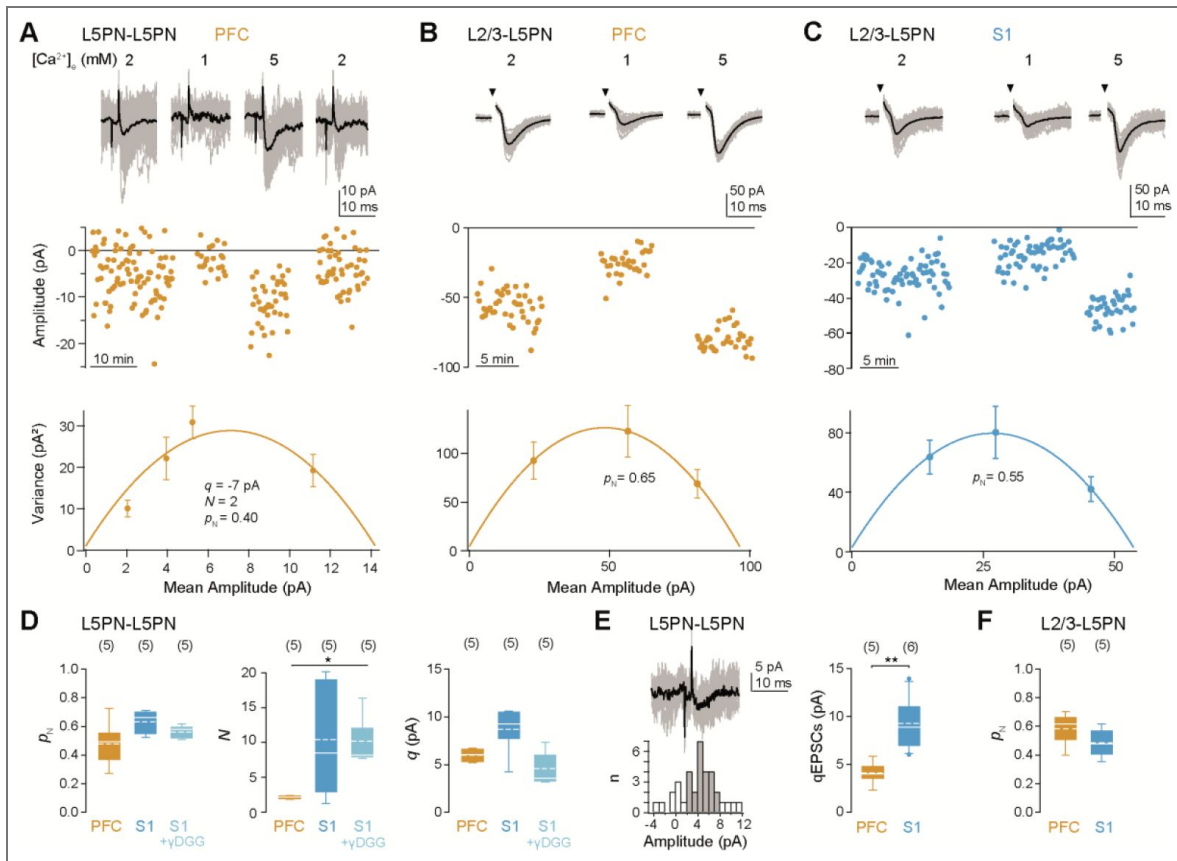 A L5PN-L5PN PFC
[Ca²⁺]ₑ (mM) 2 1 5 2
10 pA
10 ms
Amplitude (pA)
0
-10
-20
10 min
Variance (pA²)
30
20
10
0
q = -7 pA
N = 2
pN = 0.40
0 2 4 6 8 10 12 14
Mean Amplitude (pA)
B L2/3-L5PN PFC
2 1 5
50 pA
10 ms
0
-50
-100
5 min
100
50
0
pN = 0.65
0 50 100
Mean Amplitude (pA)
C L2/3-L5PN S1
2 1 5
50 pA
10 ms
0
-20
-40
-60
-80
5 min
80
40
0
pN = 0.55
0 25 50
Mean Amplitude (pA)
D L5PN-L5PN
(5) (5) (5)
pN
1.0
0.8
0.6
0.4
0.2
0.0
PFC S1 S1
+γDGG
(5) (5) (5)
*
N
20
15
10
5
0
PFC S1 S1
+γDGG
(5) (5) (5)
q (pA)
15
10
5
0
PFC S1 S1
+γDGG
E L5PN-L5PN
5 pA
10 ms
n
6
4
2
0
-4 0 4 8 12
Amplitude (pA)
(5) (6)
**
qEPSCs (pA)
15
10
5
0
PFC S1
F L2/3-L5PN
(5) (5)
pN
1.0
0.8
0.6
0.4
0.2
0.0
PFC S1